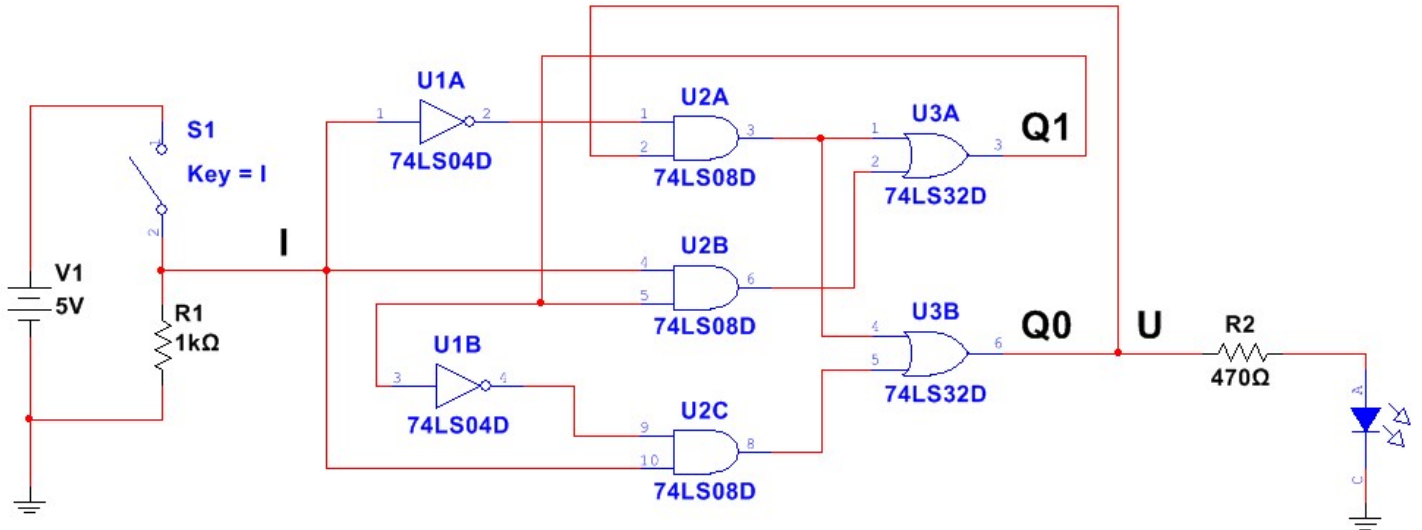 U1A
1
2
74LS04D
S1
1
Key = I
2
V1
5V
R1
1kΩ
I
U2A
1
2
3
74LS08D
U2B
4
5
6
74LS08D
U1B
3
4
74LS04D
U2C
9
10
8
74LS08D
U3A
1
2
3
74LS32D
Q1
U3B
4
5
6
74LS32D
Q0
U
R2
470Ω
A
C